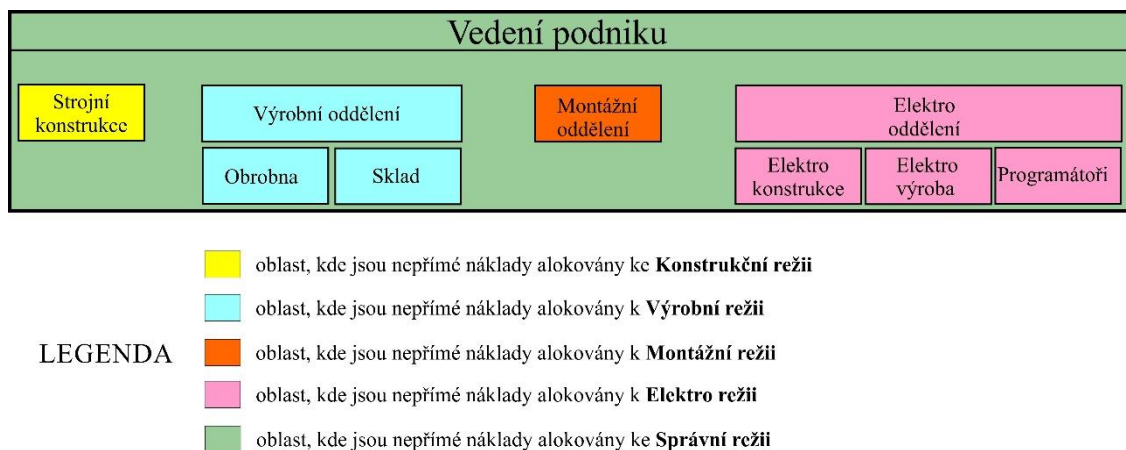 Vedení podniku
Strojní
konstrukce
Výrobní oddělení
Montážní
oddělení
Elektro
oddělení
Obrobna
Sklad
Elektro
konstrukce
Elektro
výroba
Programátoři
LEGENDA
oblast, kde jsou nepřímé náklady alokovány ke Konstrukční režii
oblast, kde jsou nepřímé náklady alokovány k Výrobní režii
oblast, kde jsou nepřímé náklady alokovány k Montážní režii
oblast, kde jsou nepřímé náklady alokovány k Elektro režii
oblast, kde jsou nepřímé náklady alokovány ke Správní režii